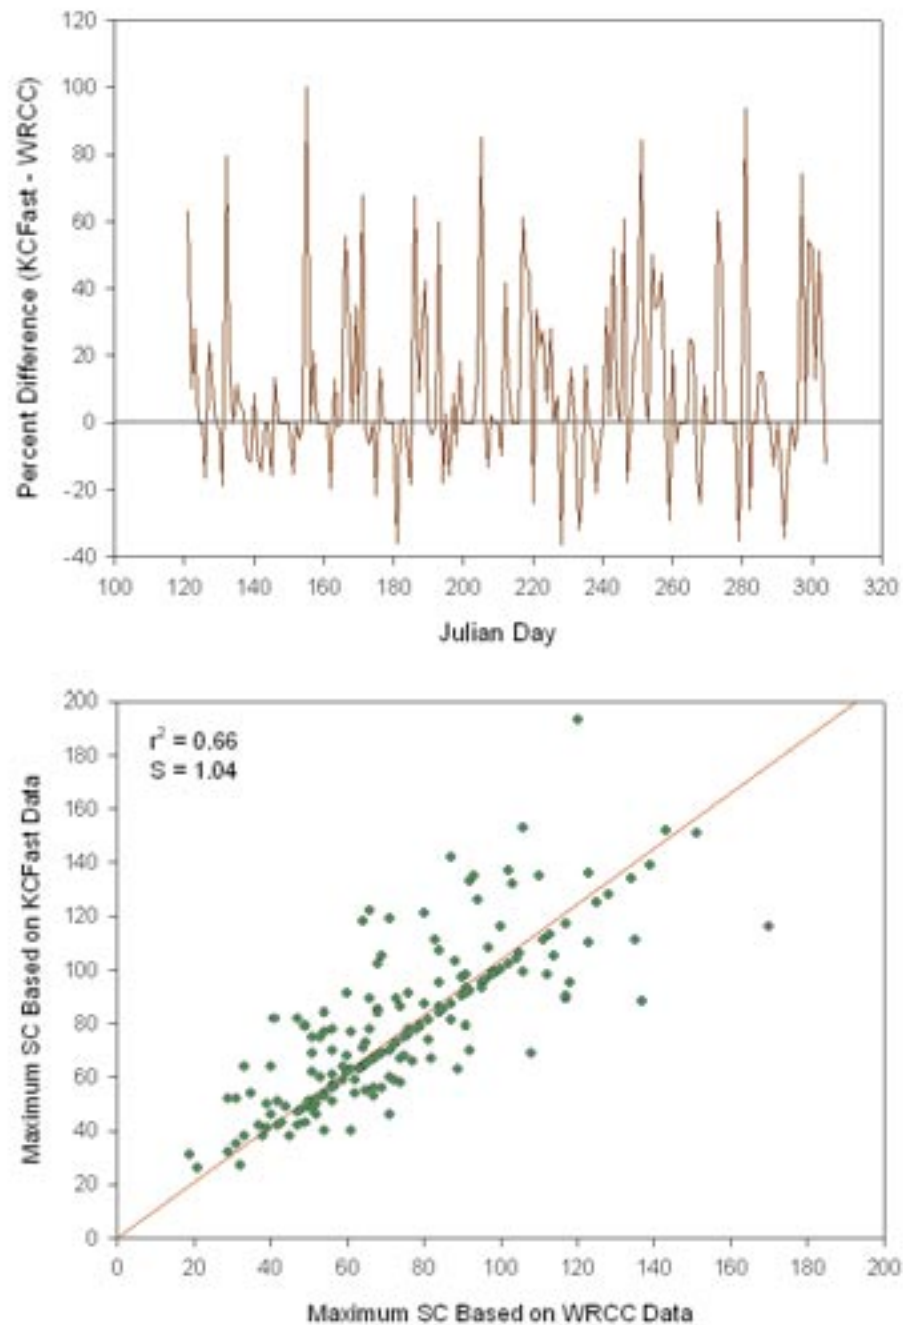 120
100
80
60
40
20
0
-20
-40
Percent Difference (KCFast - WRCC)
100 120 140 160 180 200 220 240 260 280 300 320
Julian Day
200
180
160
140
120
100
80
60
40
20
0
Maximum SC Based on KCFast Data
r² = 0.66
S = 1.04
0 20 40 60 80 100 120 140 160 180 200
Maximum SC Based on WRCC Data